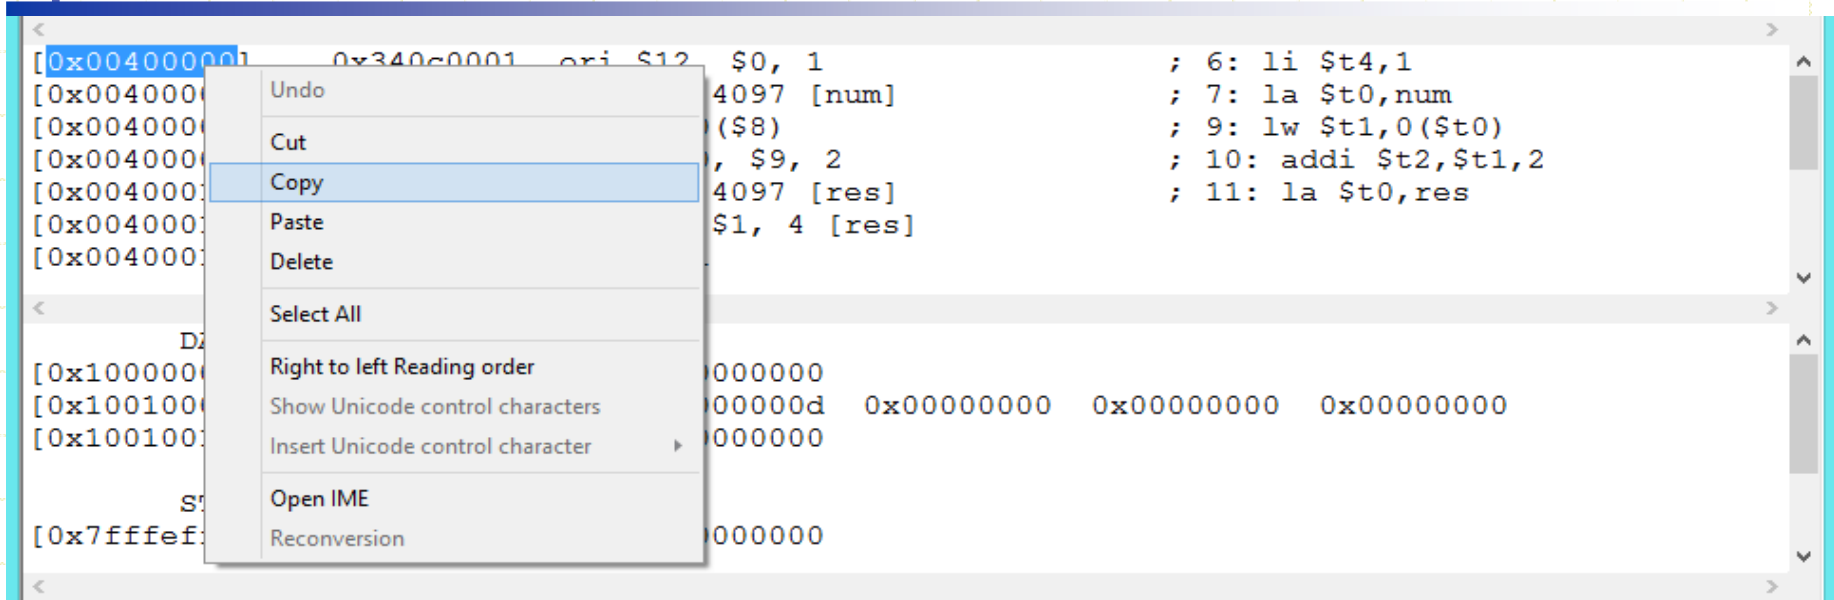 [0x00400000] 0x340c0001 ori $12, $0, 1 ; 6: li $t4,1
[0x004000 4097 [num] ; 7: la $t0,num
[0x004000 ($8) ; 9: lw $t1,0($t0)
[0x004000 , $9, 2 ; 10: addi $t2,$t1,2
[0x004000 4097 [res] ; 11: la $t0,res
[0x004000 $1, 4 [res]
[0x004000
Undo
Cut
Copy
Paste
Delete
Select All
Right to left Reading order
Show Unicode control characters
Insert Unicode control character
Open IME
Reconversion
[0x100000 000000
[0x100100 00000d 0x00000000 0x00000000 0x00000000
[0x100100 000000
[0x7fffef 000000